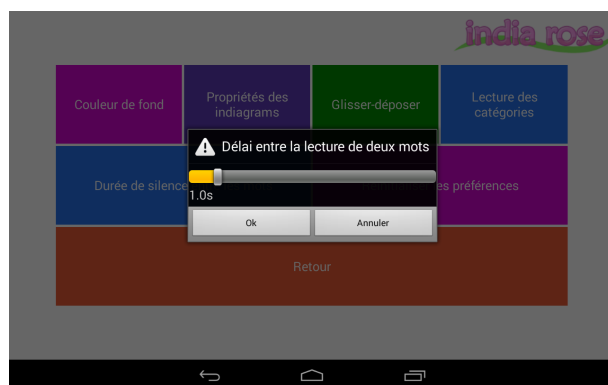 india rose
Couleur de fond
Propriétés des
indiagrams
Glisser-déposer
Lecture des
catégories
Délai entre la lecture de deux mots
Durée de silence
es préférences
1.0s
Ok
Annuler
Retour